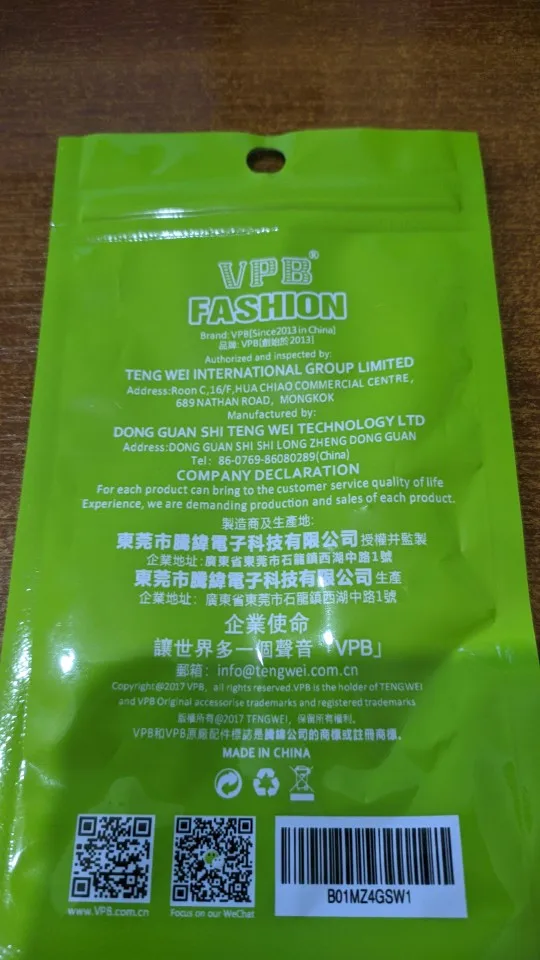 VPB®
FASHION
Brand: VPB(Since2013 in China)
品牌: VPB(創始於2013)
Authorized and inspected by:
TENG WEI INTERNATIONAL GROUP LIMITED
Address:Roon C,16/F,HUA CHIAO COMMERCIAL CENTRE,
689 NATHAN ROAD, MONGKOK
Manufactured by:
DONG GUAN SHI TENG WEI TECHNOLOGY LTD
Address:DONG GUAN SHI SHI LONG ZHENG DONG GUAN
Tel: 86-0769-86080289(China)
COMPANY DECLARATION
For each product can bring to the customer service quality of life
Experience, we are demanding production and sales of each product.
製造商及生產地:
東莞市騰緯電子科技有限公司 授權并監製
企業地址: 廣東省東莞市石龍鎮西湖中路1號
東莞市騰緯電子科技有限公司 生產
企業地址: 廣東省東莞市石龍鎮西湖中路1號
企業使命
讓世界多一個聲音「VPB」
郵箱: info@tengwei.com.cn
Copyright@2017 VPB, all rights reserved.VPB is the holder of TENGWEI
and VPB Original accessorise trademarks and registered trademarks
版權所有@2017 TENGWEI, 保留所有權利。
VPB和VPB原廠配件標誌是騰緯公司的商標或註冊商標。
MADE IN CHINA
www.VPB.com.cn
Focus on our WeChat
B01MZ4GSW1